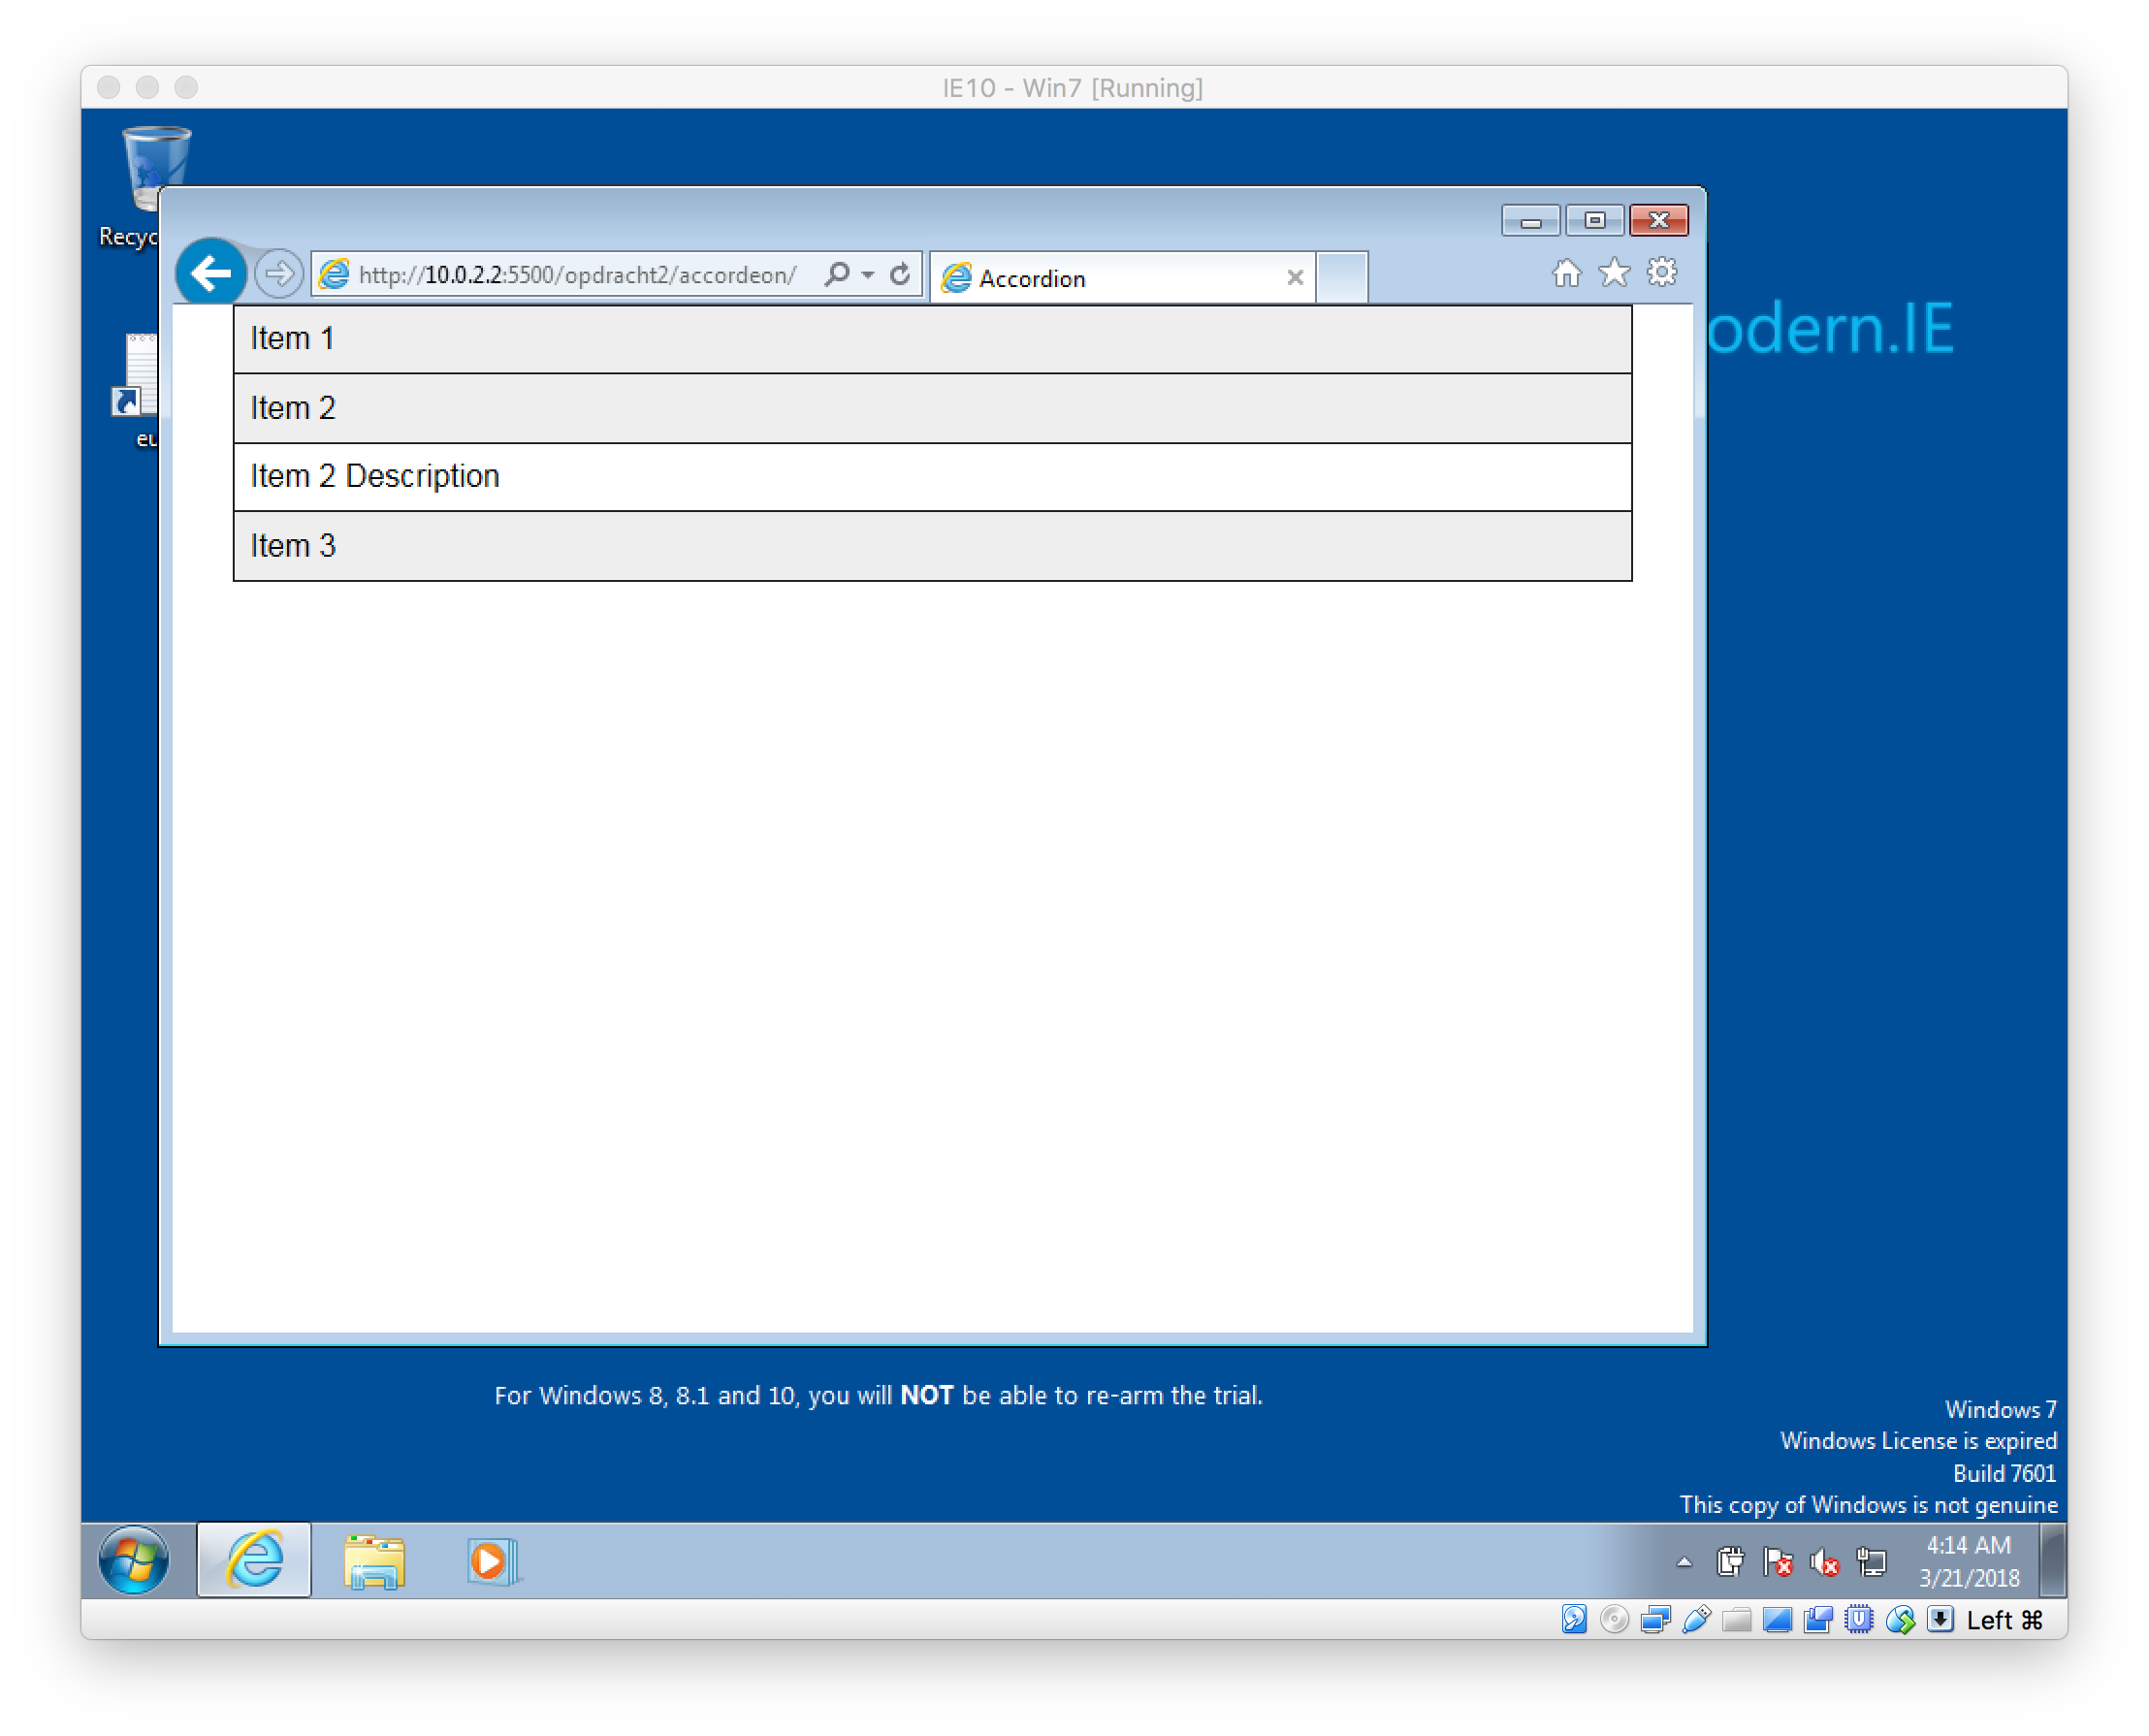 IE10 - Win7 [Running]
Recyc
http://10.0.2.2:5500/opdracht2/accordeon/
Accordion
odern.IE
Item 1
Item 2
eu
Item 2 Description
Item 3
For Windows 8, 8.1 and 10, you will NOT be able to re-arm the trial.
Windows 7
Windows License is expired
Build 7601
This copy of Windows is not genuine
4:14 AM
3/21/2018
Left ⌘